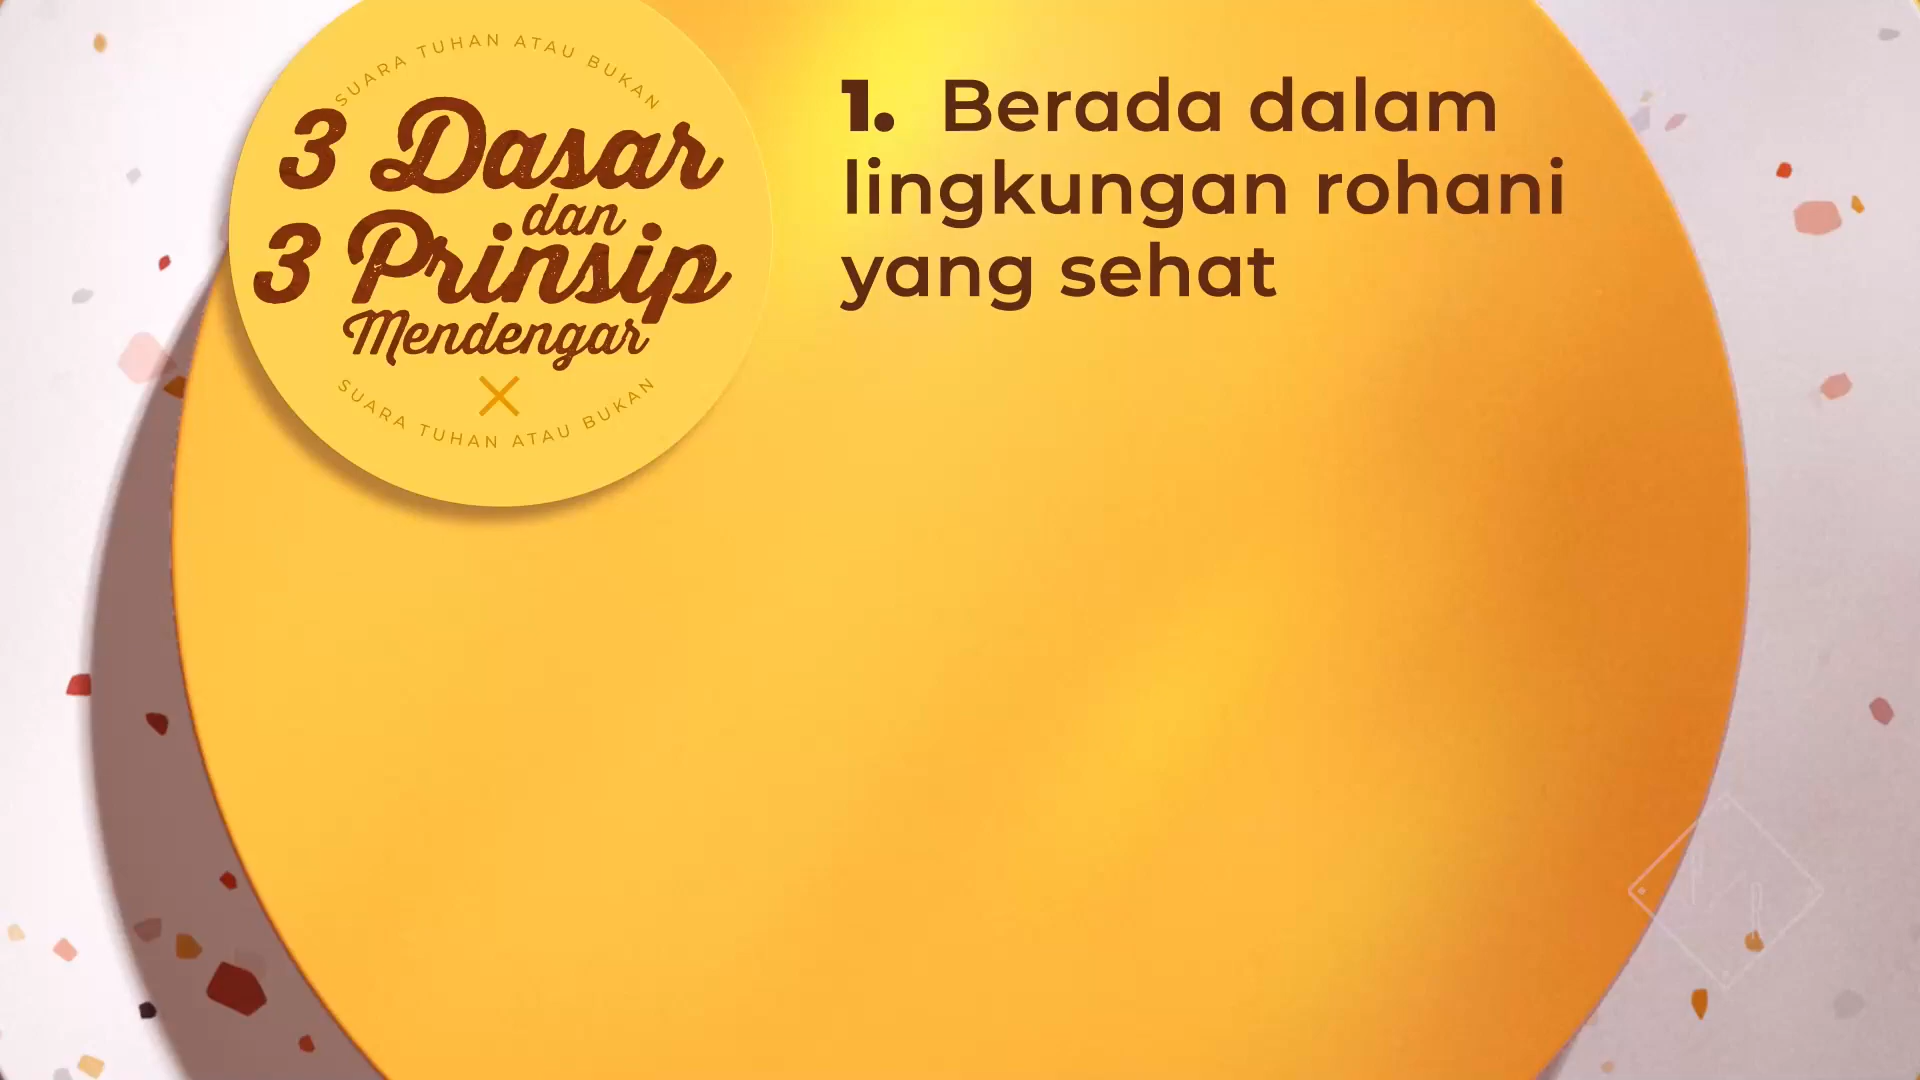 SUARA TUHAN ATAU BUKAN
3 Dasar
dan
3 Prinsip
Mendengar
SUARA TUHAN ATAU BUKAN
1. Berada dalam
lingkungan rohani
yang sehat